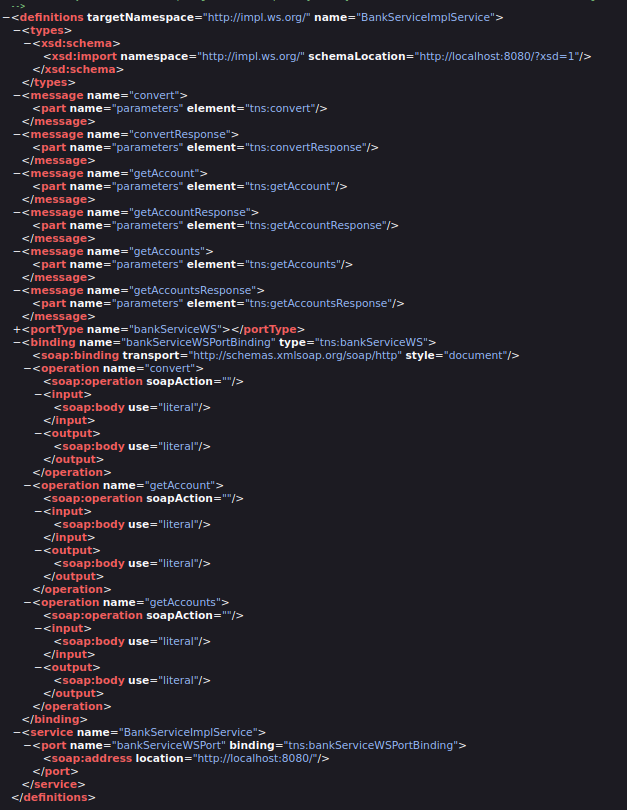 -->
−<definitions targetNamespace="http://impl.ws.org/" name="BankServiceImplService">
−<types>
−<xsd:schema>
<xsd:import namespace="http://impl.ws.org/" schemaLocation="http://localhost:8080/?xsd=1"/>
</xsd:schema>
</types>
−<message name="convert">
<part name="parameters" element="tns:convert"/>
</message>
−<message name="convertResponse">
<part name="parameters" element="tns:convertResponse"/>
</message>
−<message name="getAccount">
<part name="parameters" element="tns:getAccount"/>
</message>
−<message name="getAccountResponse">
<part name="parameters" element="tns:getAccountResponse"/>
</message>
−<message name="getAccounts">
<part name="parameters" element="tns:getAccounts"/>
</message>
−<message name="getAccountsResponse">
<part name="parameters" element="tns:getAccountsResponse"/>
</message>
+<portType name="bankServiceWS"></portType>
−<binding name="bankServiceWSPortBinding" type="tns:bankServiceWS">
<soap:binding transport="http://schemas.xmlsoap.org/soap/http" style="document"/>
−<operation name="convert">
<soap:operation soapAction=""/>
−<input>
<soap:body use="literal"/>
</input>
−<output>
<soap:body use="literal"/>
</output>
</operation>
−<operation name="getAccount">
<soap:operation soapAction=""/>
−<input>
<soap:body use="literal"/>
</input>
−<output>
<soap:body use="literal"/>
</output>
</operation>
−<operation name="getAccounts">
<soap:operation soapAction=""/>
−<input>
<soap:body use="literal"/>
</input>
−<output>
<soap:body use="literal"/>
</output>
</operation>
</binding>
−<service name="BankServiceImplService">
−<port name="bankServiceWSPort" binding="tns:bankServiceWSPortBinding">
<soap:address location="http://localhost:8080/"/>
</port>
</service>
</definitions>